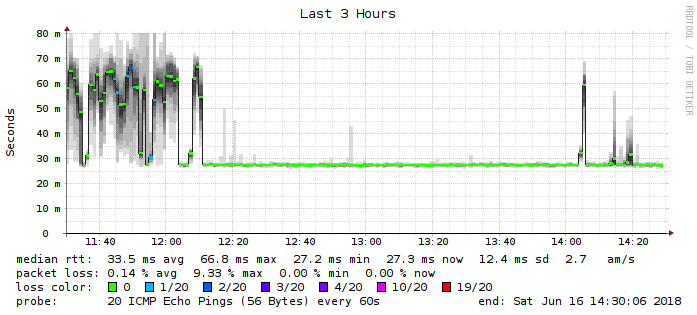 Last 3 Hours
RRDTOOL / TOBI OETIKER
Seconds
80 m
70 m
60 m
50 m
40 m
30 m
20 m
10 m
0
11:40 12:00 12:20 12:40 13:00 13:20 13:40 14:00 14:20
median rtt: 33.5 ms avg 66.8 ms max 27.2 ms min 27.3 ms now 12.4 ms sd 2.7 am/s
packet loss: 0.14 % avg 9.33 % max 0.00 % min 0.00 % now
loss color: 0 1/20 2/20 3/20 4/20 10/20 19/20
probe: 20 ICMP Echo Pings (56 Bytes) every 60s end: Sat Jun 16 14:30:06 2018